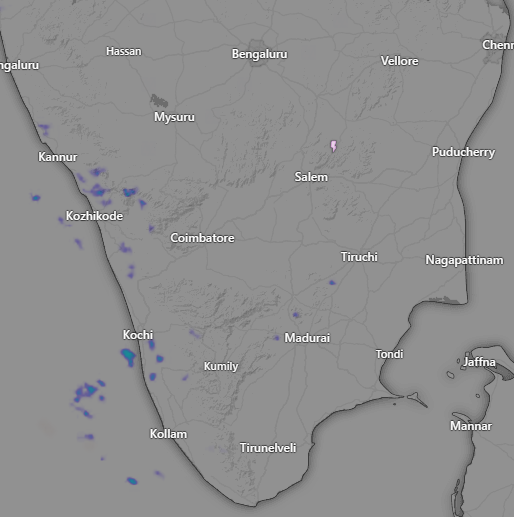 Hassan
Bengaluru
Chenn
ngaluru
Vellore
Mysuru
Kannur
Puducherry
Salem
Kozhikode
Coimbatore
Tiruchi
Nagapattinam
Kochi
Madurai
Tondi
Kumily
Jaffna
Mannar
Kollam
Tirunelveli